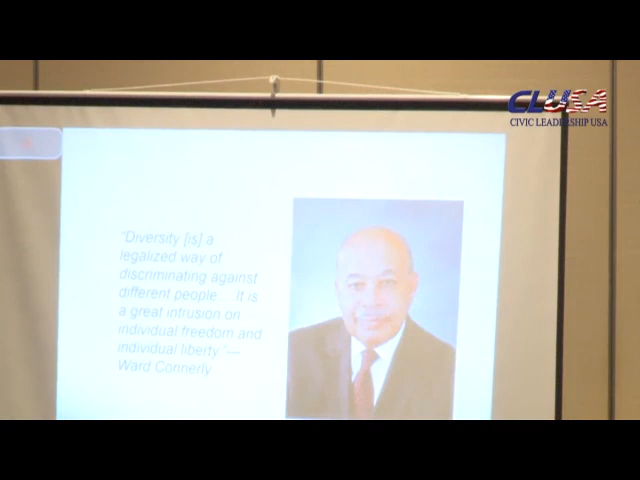 CLUSA
CIVIC LEADERSHIP USA
"Diversity [is] a
legalized way of
discriminating against
different people....It is
a great intrusion on
individual freedom and
individual liberty."—
Ward Connerly